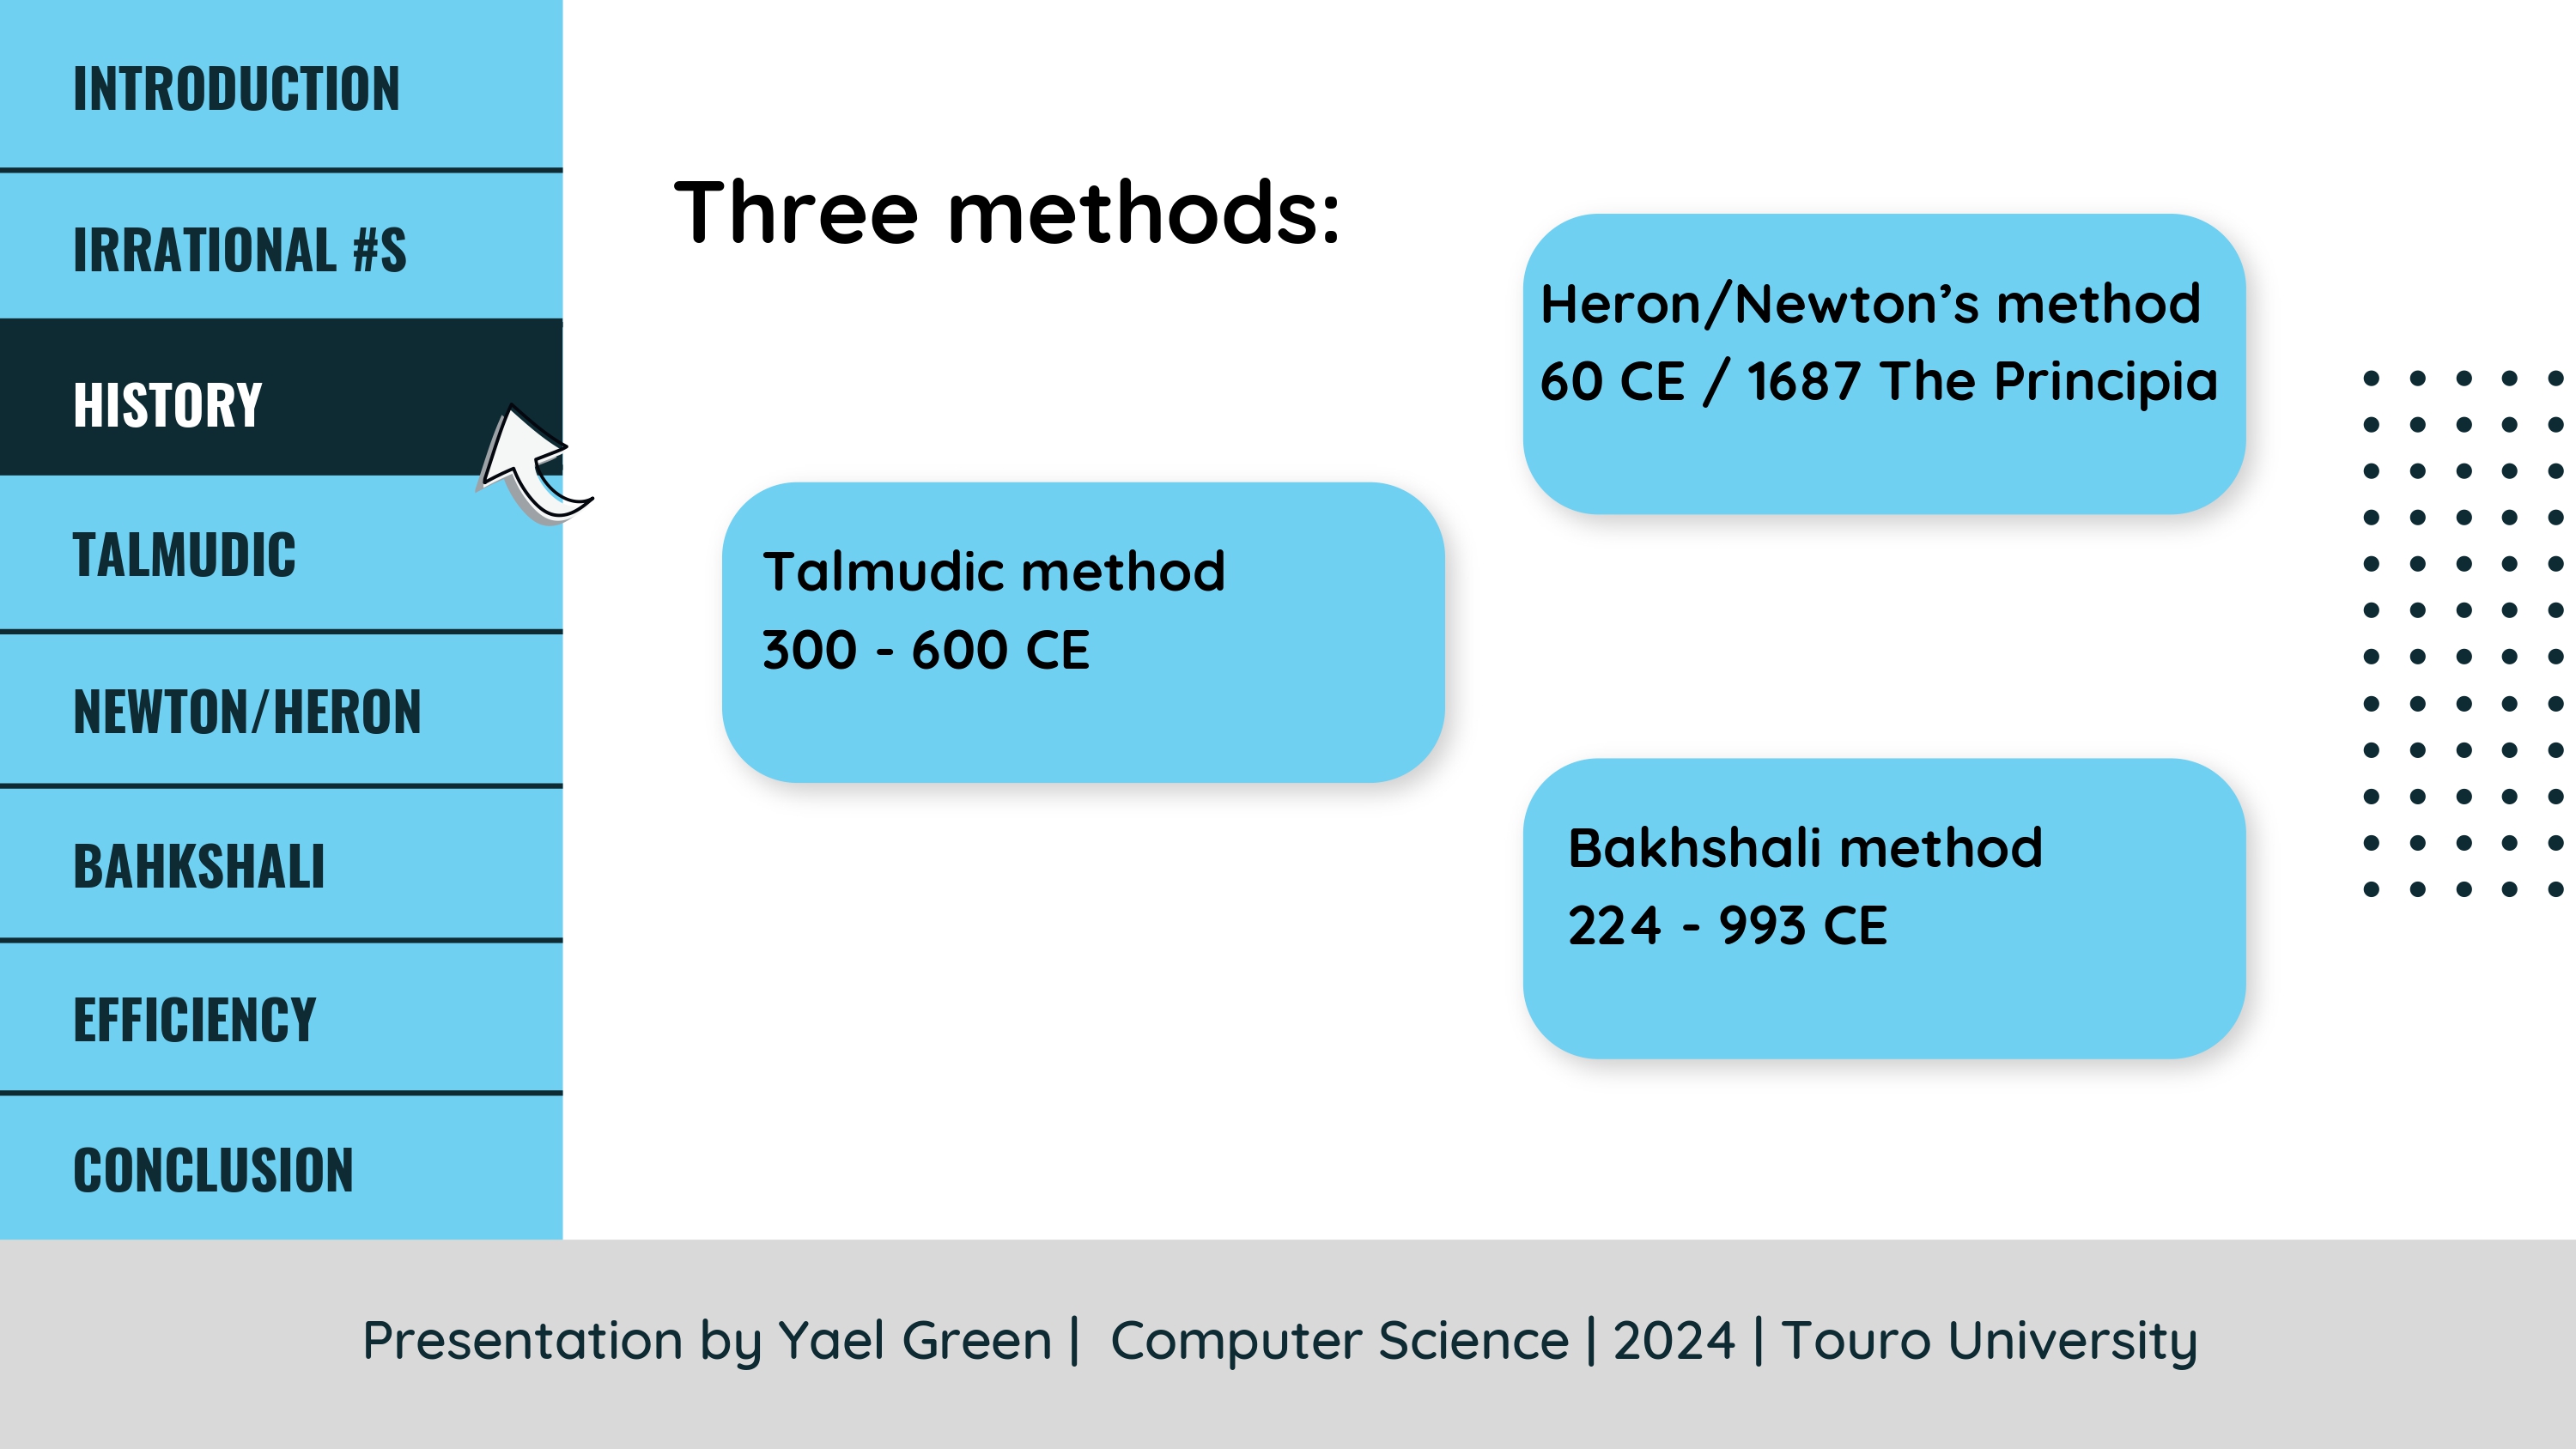 INTRODUCTION
IRRATIONAL #S
HISTORY
TALMUDIC
NEWTON/HERON
BAHKSHALI
EFFICIENCY
CONCLUSION
Three methods:
Heron/Newton’s method
60 CE / 1687 The Principia
Talmudic method
300 - 600 CE
Bakhshali method
224 - 993 CE
Presentation by Yael Green | Computer Science | 2024 | Touro University